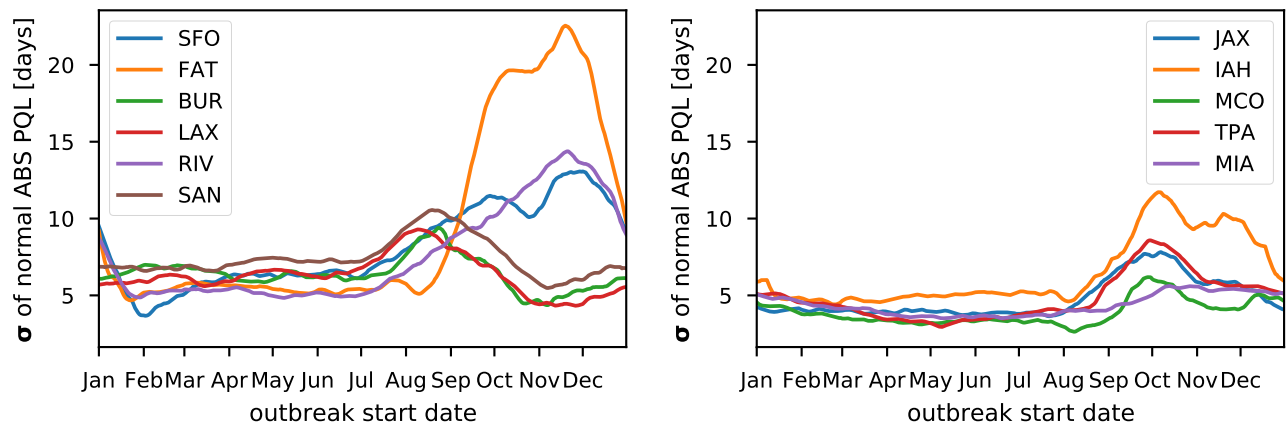 σ of normal ABS PQL [days]
20
15
10
5
SFO
FAT
BUR
LAX
RIV
SAN
Jan Feb Mar Apr May Jun Jul Aug Sep Oct Nov Dec
outbreak start date
σ of normal ABS PQL [days]
20
15
10
5
JAX
IAH
MCO
TPA
MIA
Jan Feb Mar Apr May Jun Jul Aug Sep Oct Nov Dec
outbreak start date